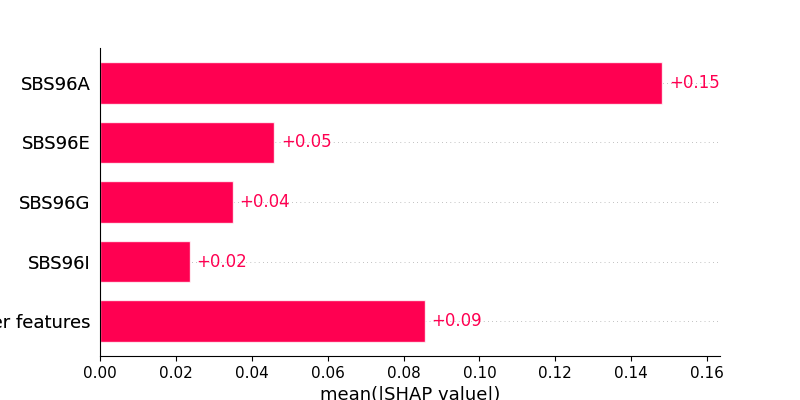 SBS96A +0.15
SBS96E +0.05
SBS96G +0.04
SBS96I +0.02
features +0.09
0.00 0.02 0.04 0.06 0.08 0.10 0.12 0.14 0.16
mean(|SHAP value|)